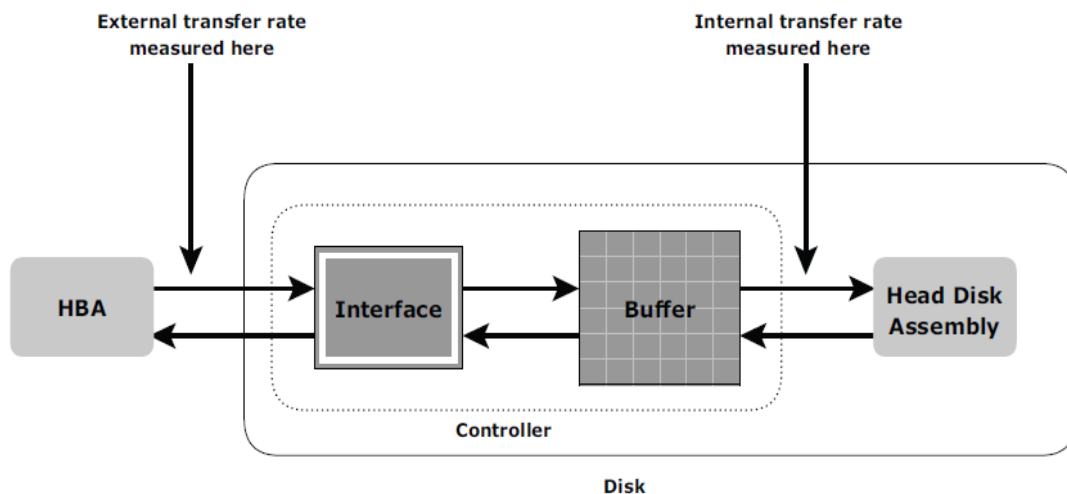 External transfer rate
measured here
Internal transfer rate
measured here
HBA
Interface
Buffer
Head Disk
Assembly
Controller
Disk